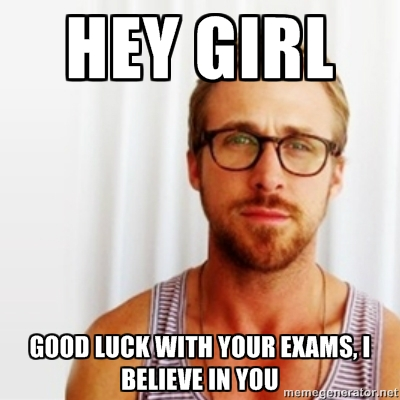 HEY GIRL
GOOD LUCK WITH YOUR EXAMS, I
BELIEVE IN YOU
memegenerator.net